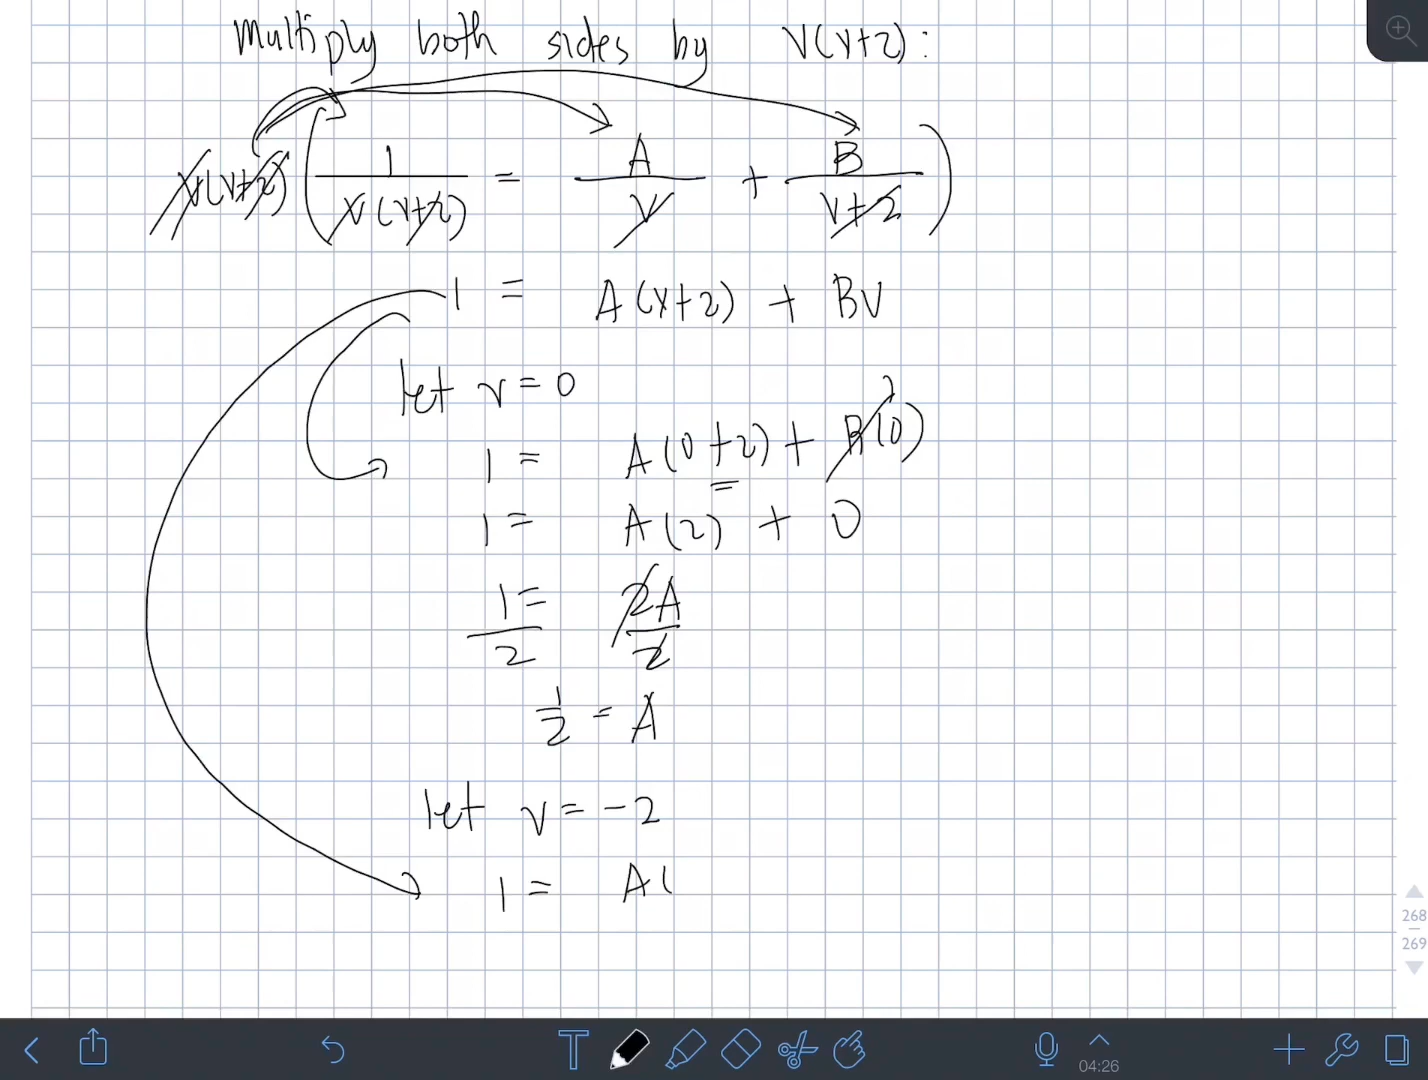 Multiply both sides by V(V+2):
V(V+2) ( 1/V(V+2) = A/V + B/V+2 )
1 = A(V+2) + BV
let v=0
1 = A(0+2) + B(0)
1 = A(2) + 0
1/2 = 2A/2
1/2 = A
let v = -2
1 = A(
268
269
T
04:26